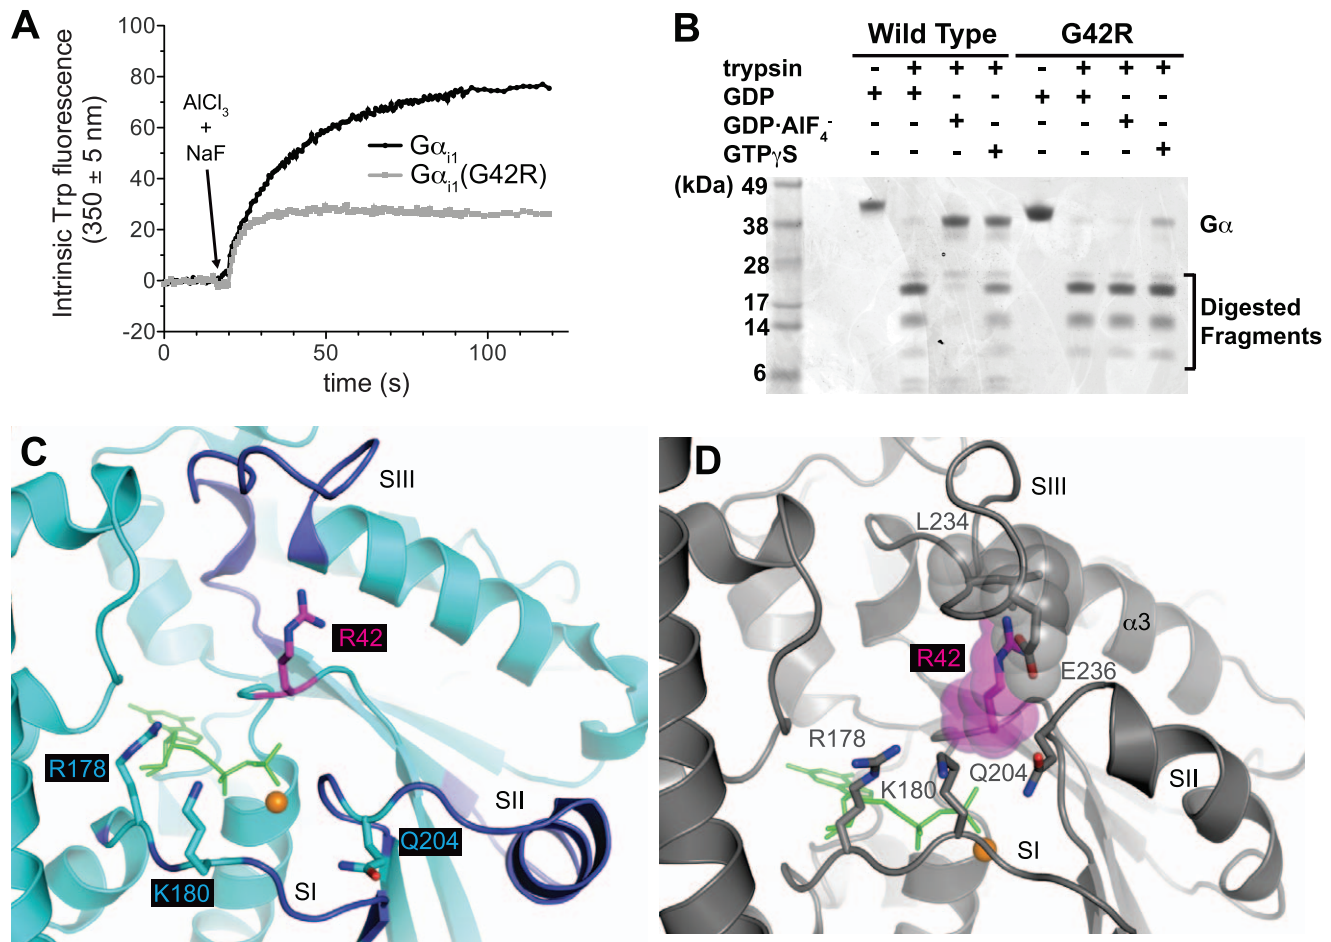 A
Intrinsic Trp fluorescence
(350 ± 5 nm)
100
80
60
40
20
0
-20
AlCl3
+
NaF
Gαi1
Gαi1(G42R)
0
50
100
time (s)
B
Wild Type
G42R
trypsin - + + + - + + +
GDP + + - - + + - -
GDP·AlF4- - - + - - - + -
GTPγS - - - + - - - +
(kDa)
49
38
28
17
14
6
Gα
Digested
Fragments
C
SIII
R42
R178
K180
SI
SII
Q204
D
SIII
L234
α3
R42
E236
R178
K180
Q204
SII
SI